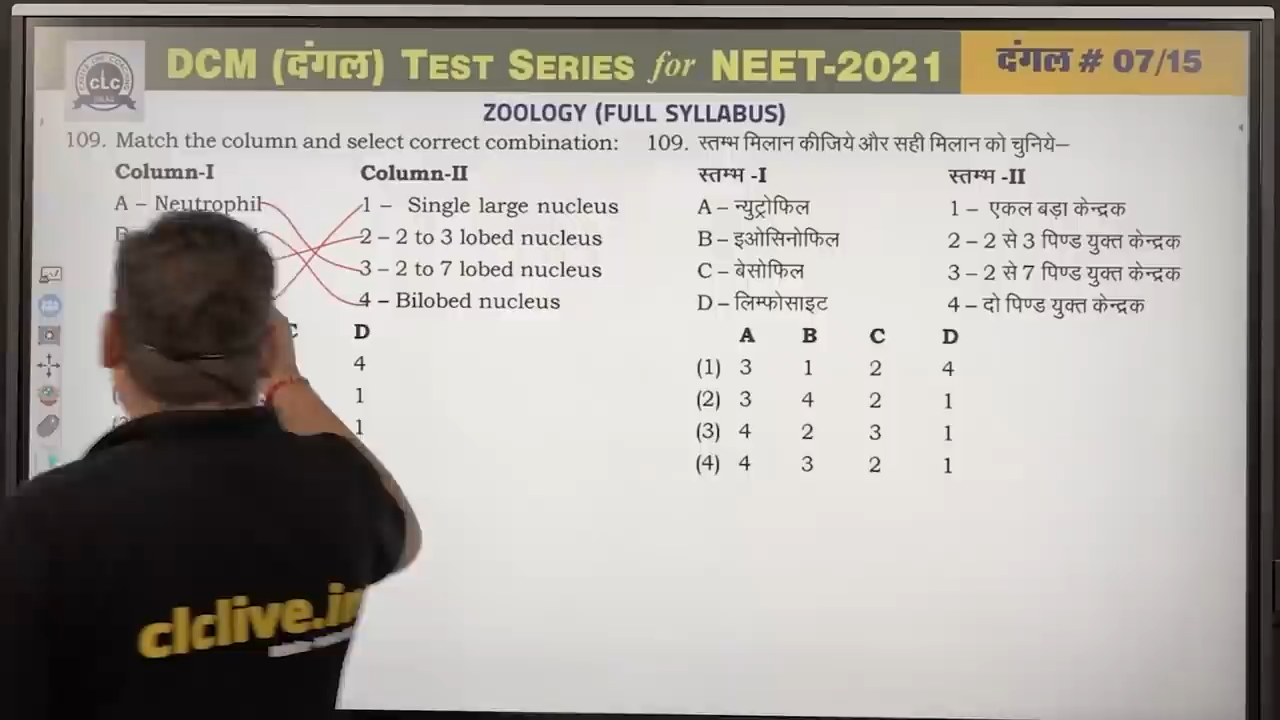 CLC
DCM (दंगल) TEST SERIES for NEET-2021
दंगल # 07/15
ZOOLOGY (FULL SYLLABUS)
109. Match the column and select correct combination:
Column-I Column-II
A – Neutrophil 1 – Single large nucleus
2 – 2 to 3 lobed nucleus
3 – 2 to 7 lobed nucleus
4 – Bilobed nucleus
C D
4
1
1
109. स्तम्भ मिलान कीजिये और सही मिलान को चुनिये–
स्तम्भ -I स्तम्भ -II
A – न्युट्रोफिल 1 – एकल बड़ा केन्द्रक
B – इओसिनोफिल 2 – 2 से 3 पिण्ड युक्त केन्द्रक
C – बेसोफिल 3 – 2 से 7 पिण्ड युक्त केन्द्रक
D – लिम्फोसाइट 4 – दो पिण्ड युक्त केन्द्रक
A B C D
(1) 3 1 2 4
(2) 3 4 2 1
(3) 4 2 3 1
(4) 4 3 2 1
clclive.in